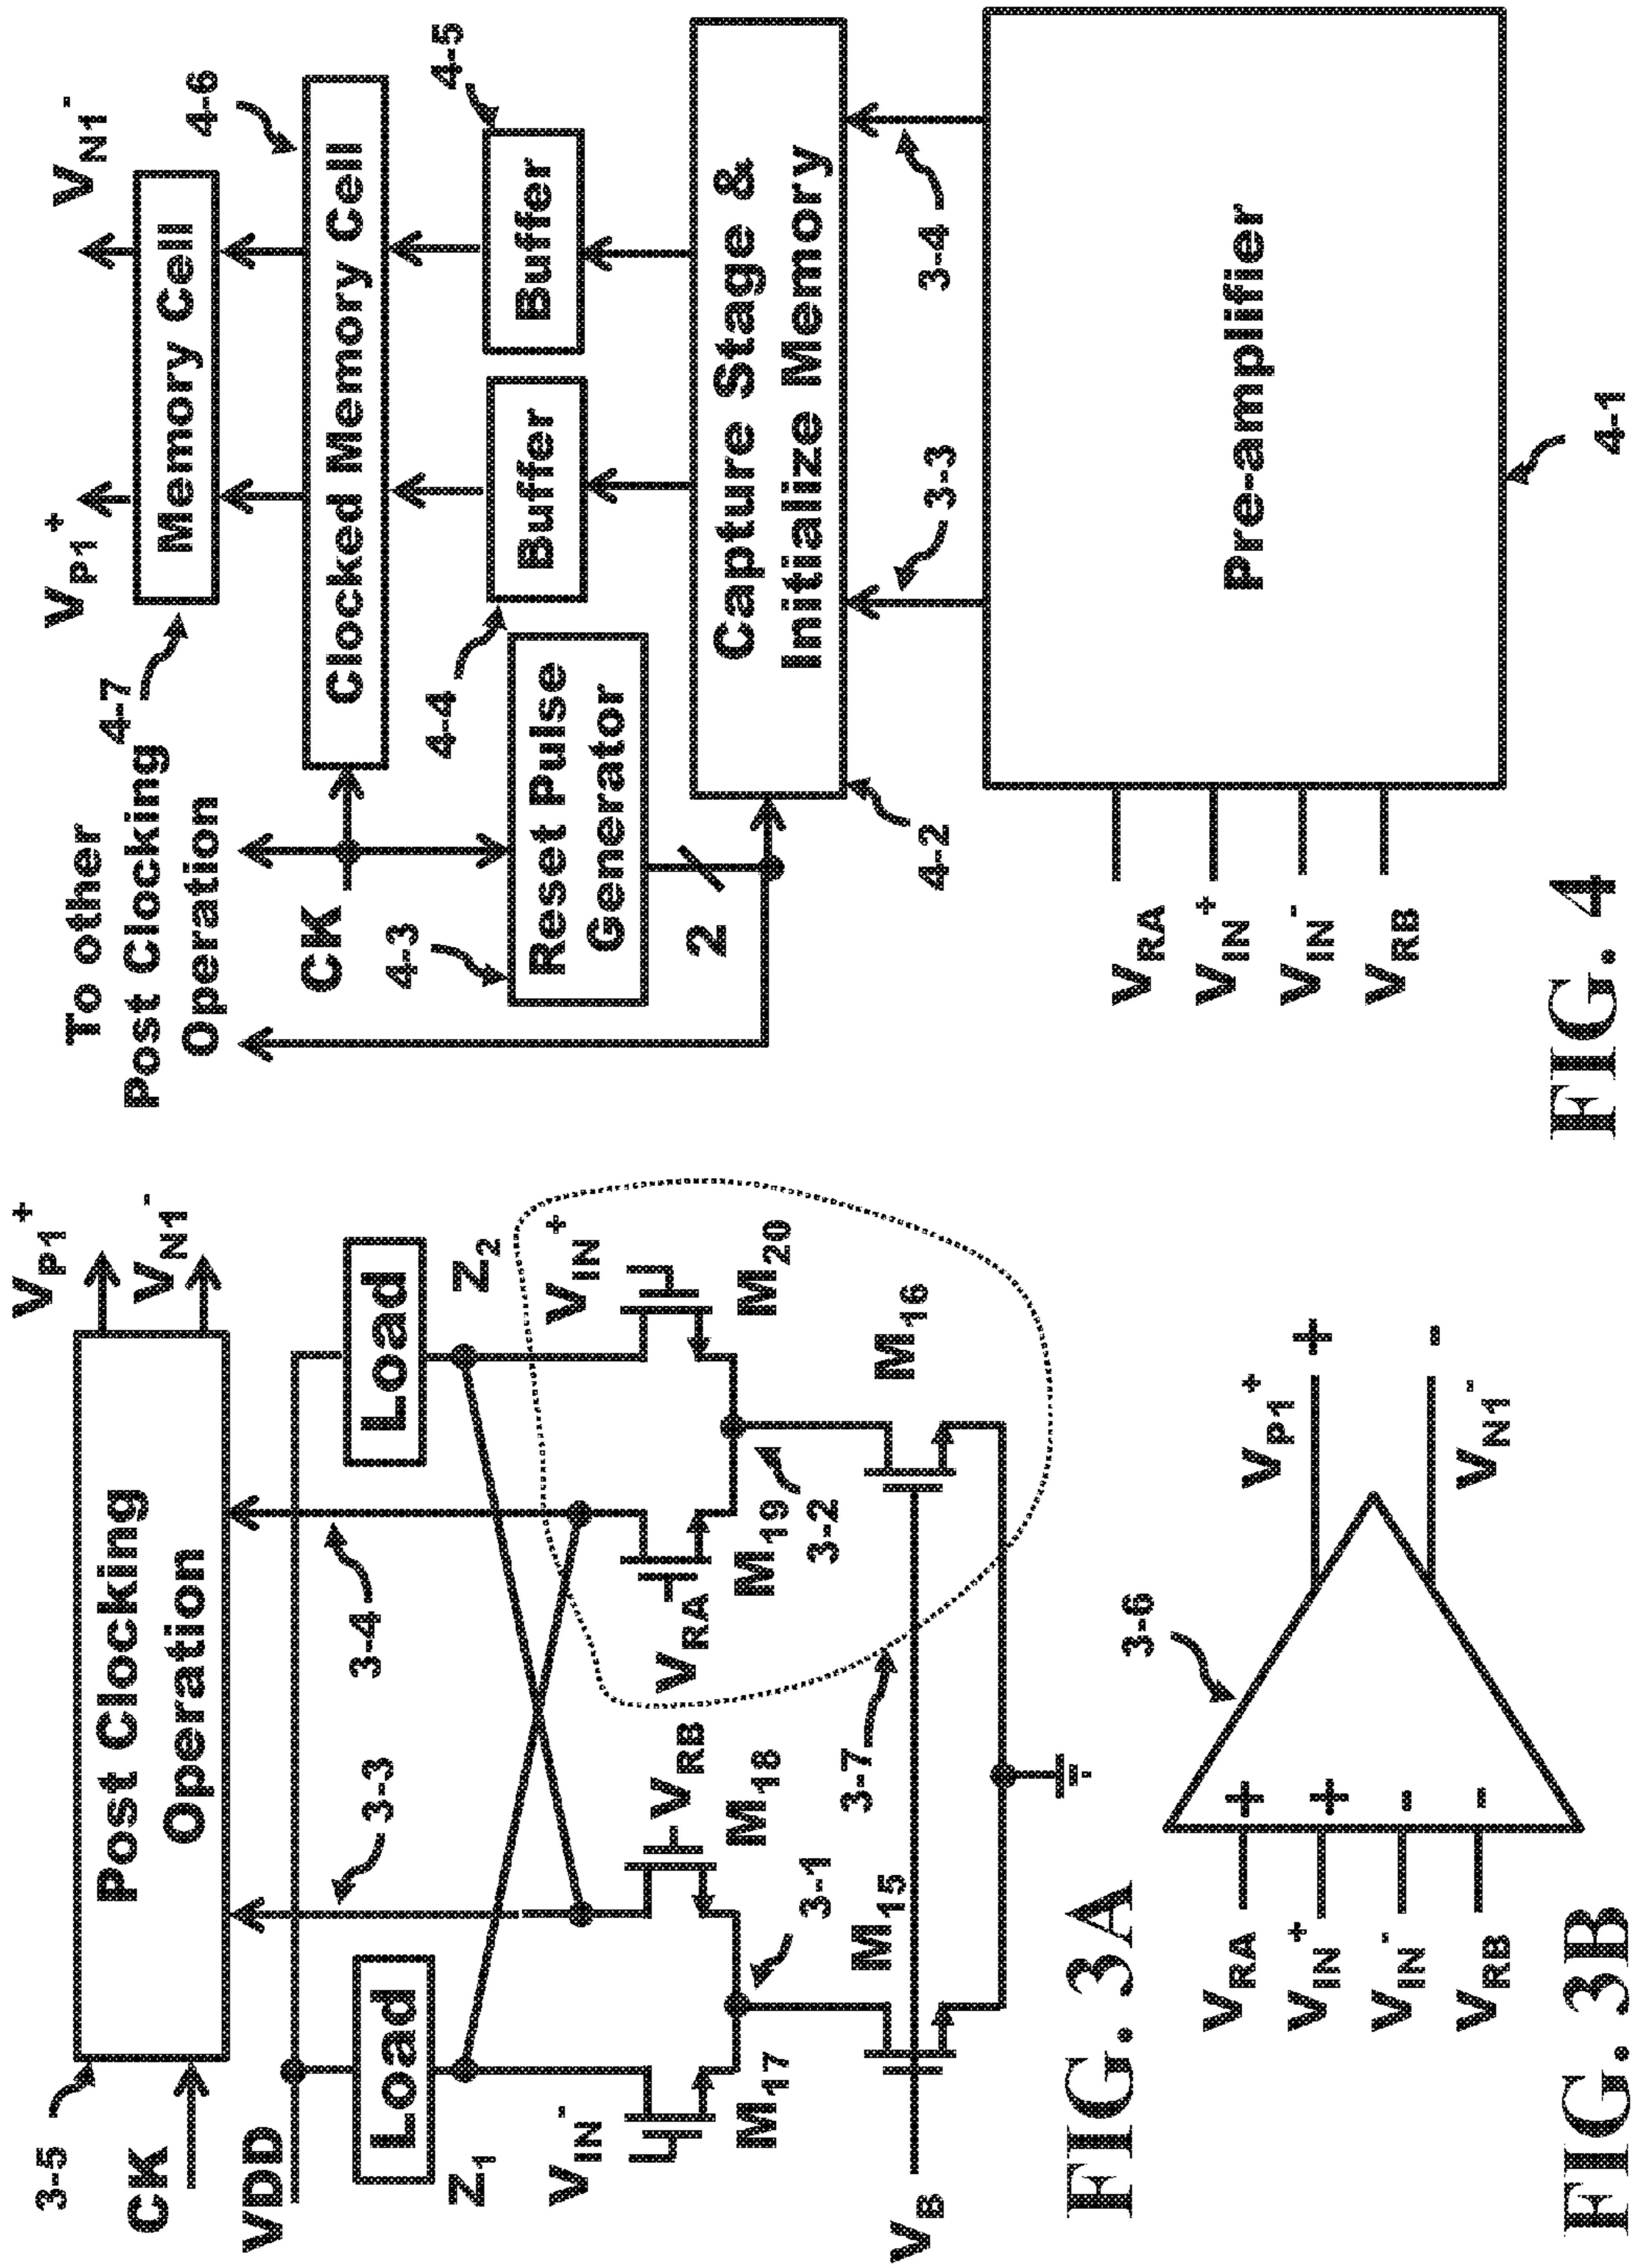 3-5
CK
Post Clocking
Operation
VP1+
VN1-
VDD
Load
Load
3-3
3-4
Z1
Z2
VIN-
VRB
VRA
VIN+
M17
M18
M19
M20
3-1
3-2
M15
M16
3-7
VB
FIG. 3A
3-6
VRA
VIN+
VIN-
VRB
+
+
-
-
VP1+
+
VN1-
-
FIG. 3B
To other
Post Clocking
Operation
VP1+
VN1-
4-7
Memory Cell
4-6
CK
Clocked Memory Cell
4-3
4-4
4-5
Reset Pulse
Generator
Buffer
Buffer
2
Capture Stage &
Initialize Memory
4-2
3-3
3-4
VRA
VIN+
VIN-
VRB
Pre-amplifier
4-1
FIG. 4